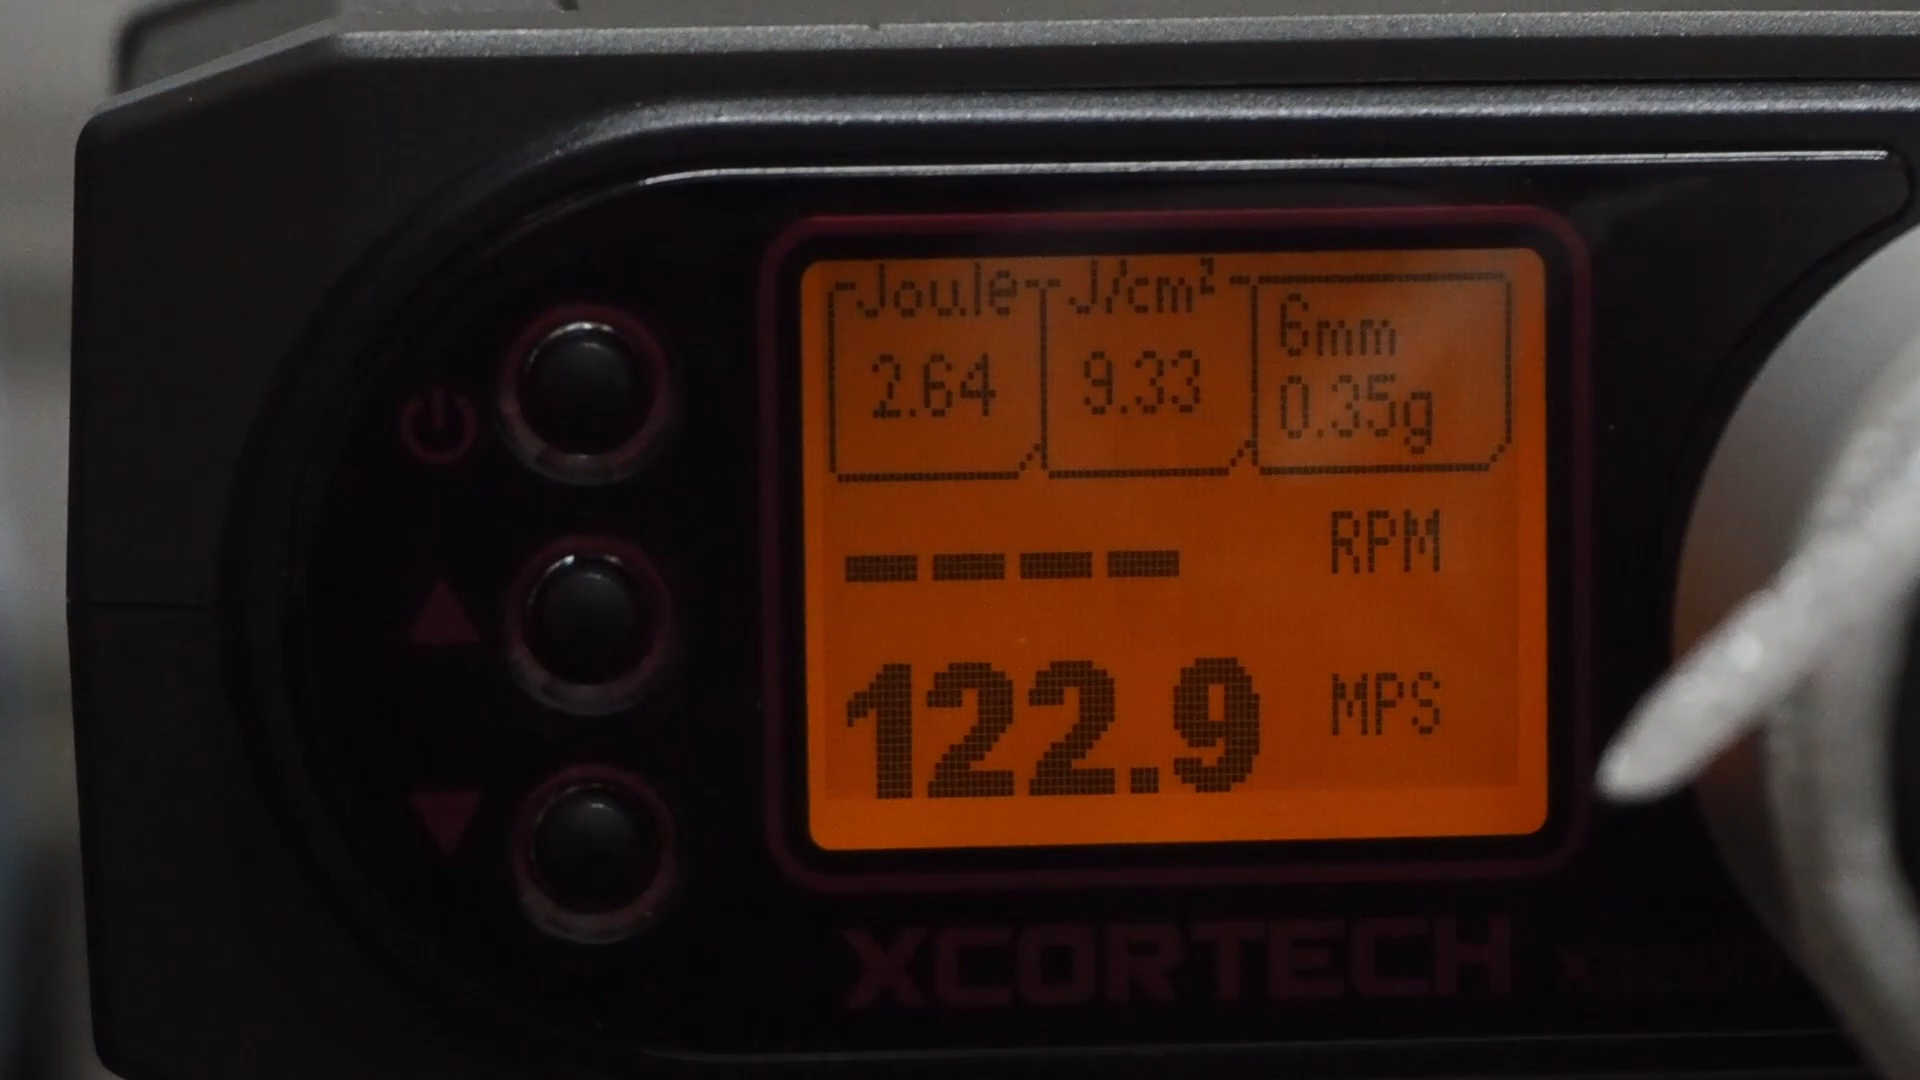 Joule J/cm² 6mm
2.64 9.33 0.35g
---- RPM
122.9 MPS
XCORTECH